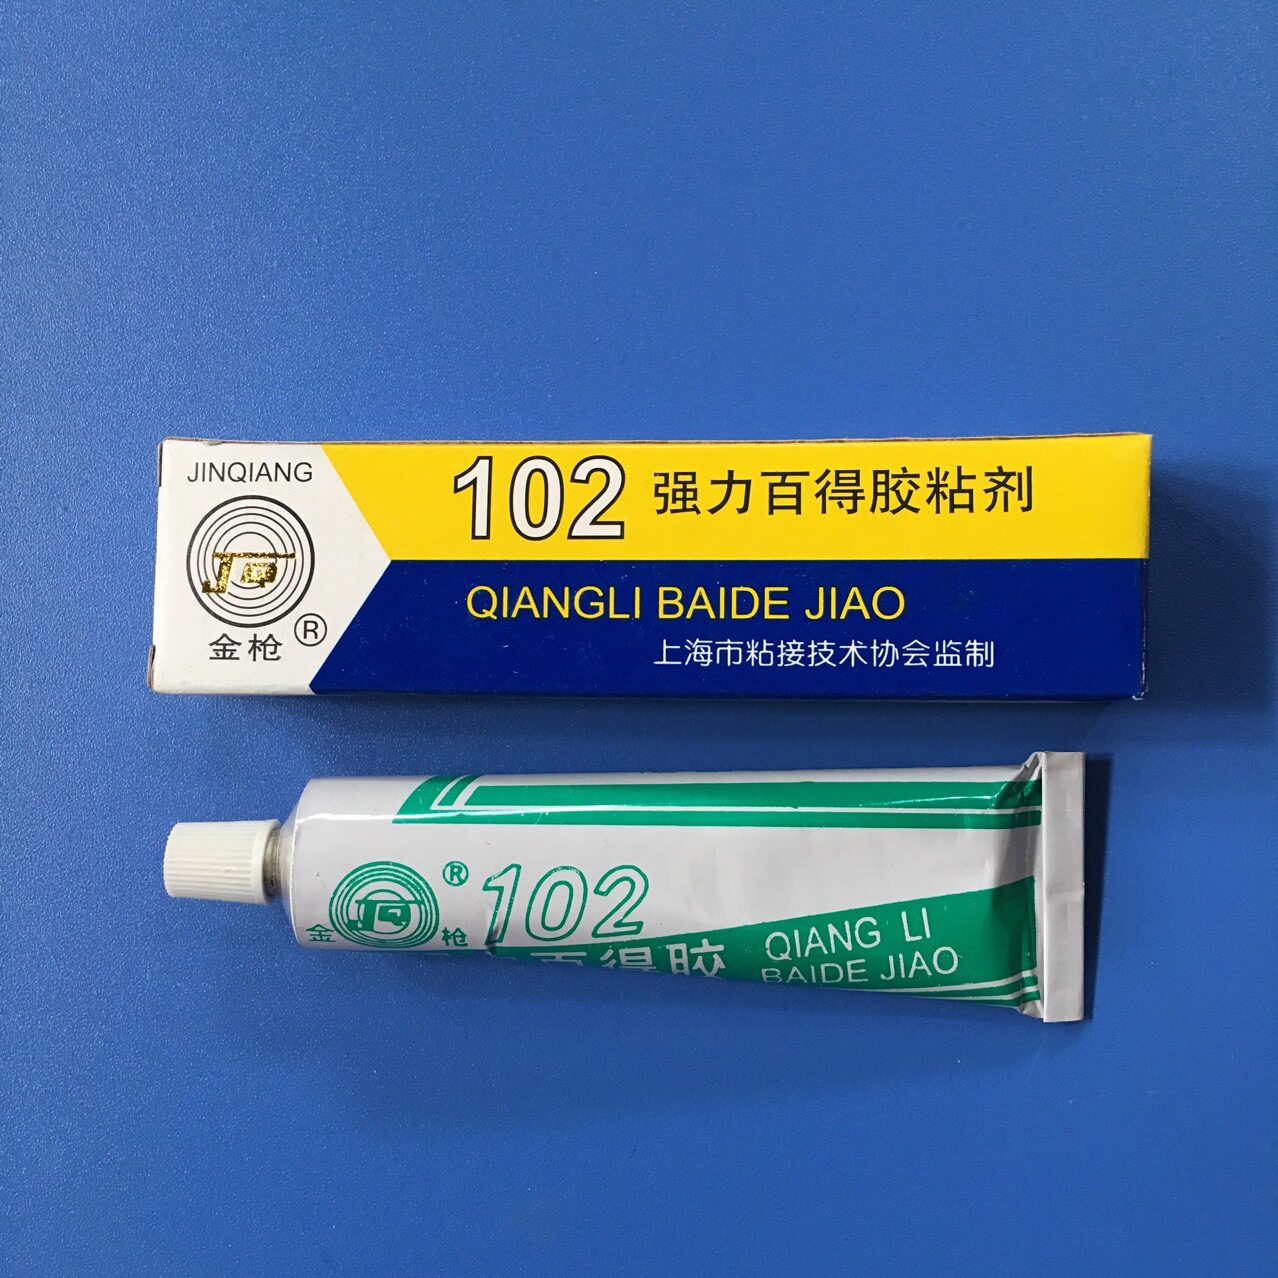 JINQIANG
JQ
金枪®
102 强力百得胶粘剂
QIANGLI BAIDE JIAO
上海市粘接技术协会监制
JQ
金 枪 ®
102
百得胶
QIANG LI
BAIDE JIAO